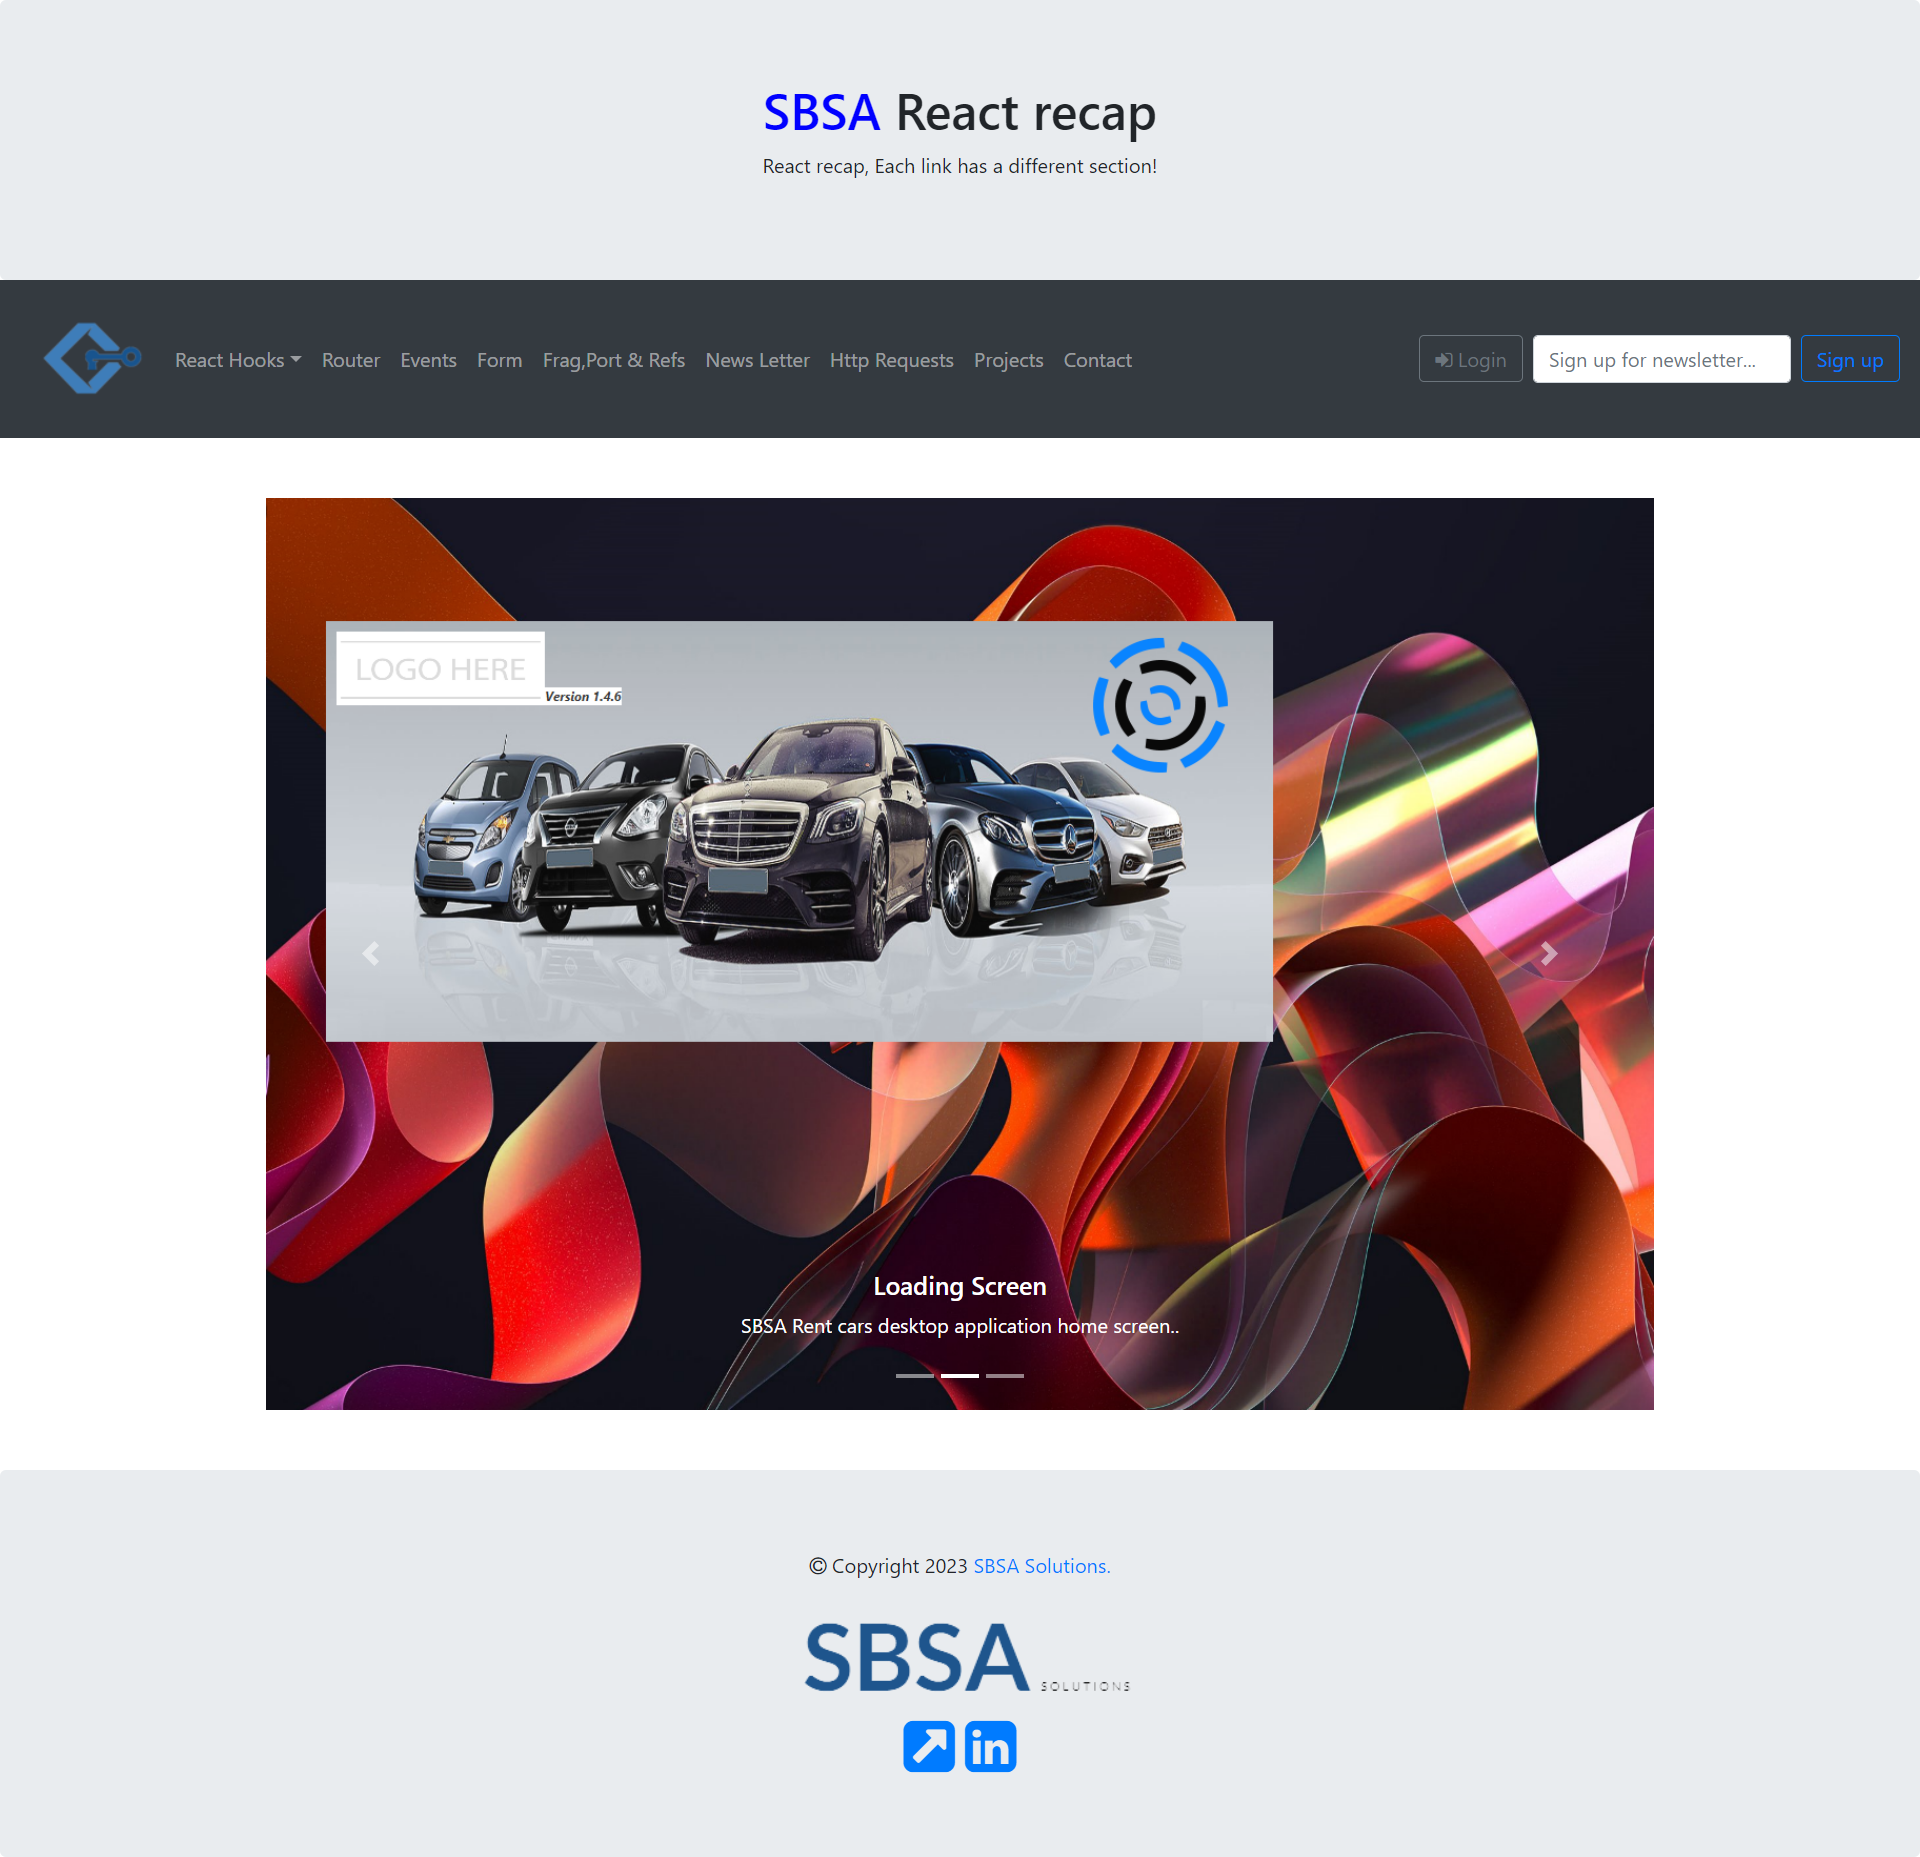 SBSA React recap
React recap, Each link has a different section!
React Hooks Router Events Form Frag,Port & Refs News Letter Http Requests Projects Contact Login Sign up for newsletter... Sign up
LOGO HERE
Version 1.4.6
Loading Screen
SBSA Rent cars desktop application home screen..
© Copyright 2023 SBSA Solutions.
SBSA SOLUTIONS
in